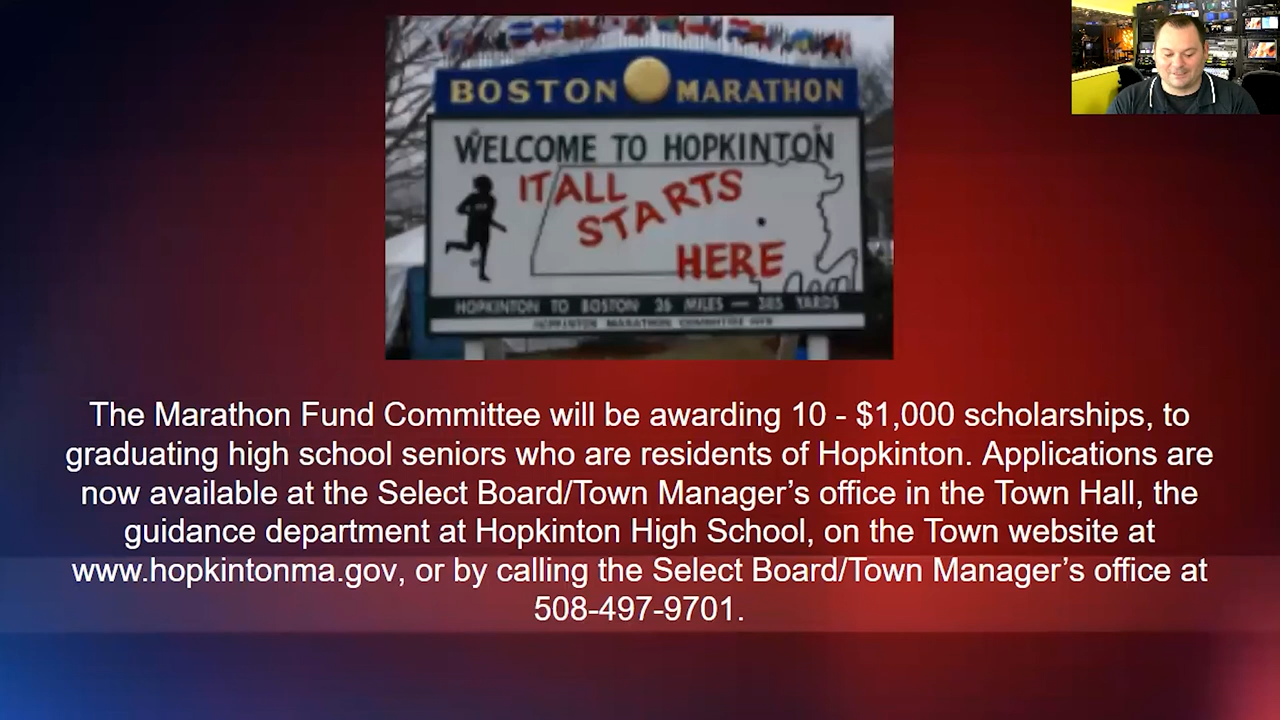 BOSTON MARATHON
WELCOME TO HOPKINTON
IT ALL
STARTS
HERE
HOPKINTON TO BOSTON 26 MILES — 385 YARDS
HOPKINTON MARATHON COMMITTEE
The Marathon Fund Committee will be awarding 10 - $1,000 scholarships, to
graduating high school seniors who are residents of Hopkinton. Applications are
now available at the Select Board/Town Manager’s office in the Town Hall, the
guidance department at Hopkinton High School, on the Town website at
www.hopkintonma.gov, or by calling the Select Board/Town Manager’s office at
508-497-9701.